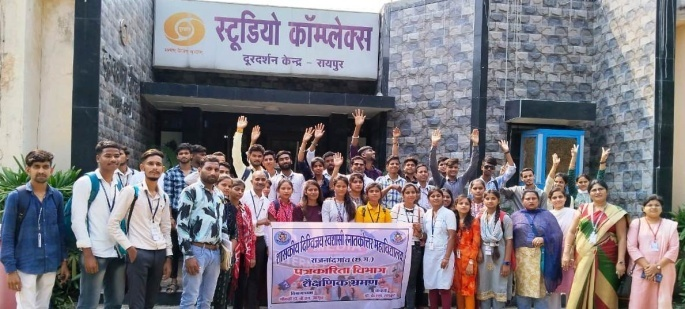 स्टूडियो कॉम्प्लेक्स
दूरदर्शन केन्द्र - रायपुर
शासकीय दिग्विजय स्वशासी स्नातकोत्तर महाविद्यालय
राजनांदगांव (छ.ग.)
पत्रकारिता विभाग
शैक्षणिक भ्रमण